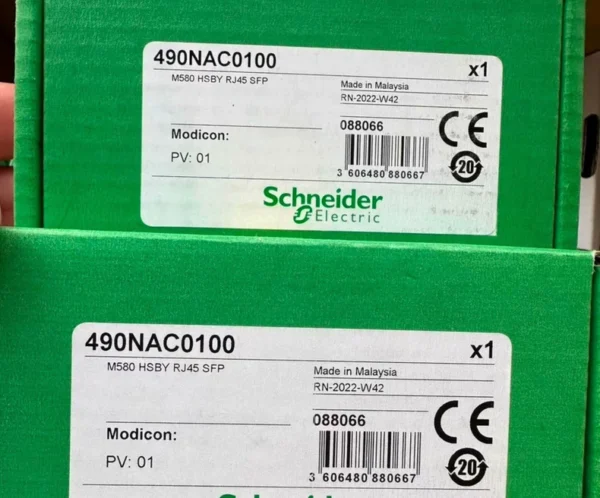 490NAC0100 x1
M580 HSBY RJ45 SFP
Made in Malaysia
RN-2022-W42
088066
Modicon:
PV: 01
20
3 606480 880667
Schneider
Electric
490NAC0100 x1
M580 HSBY RJ45 SFP
Made in Malaysia
RN-2022-W42
088066
Modicon:
PV: 01
20
3 606480 880667
Schneider